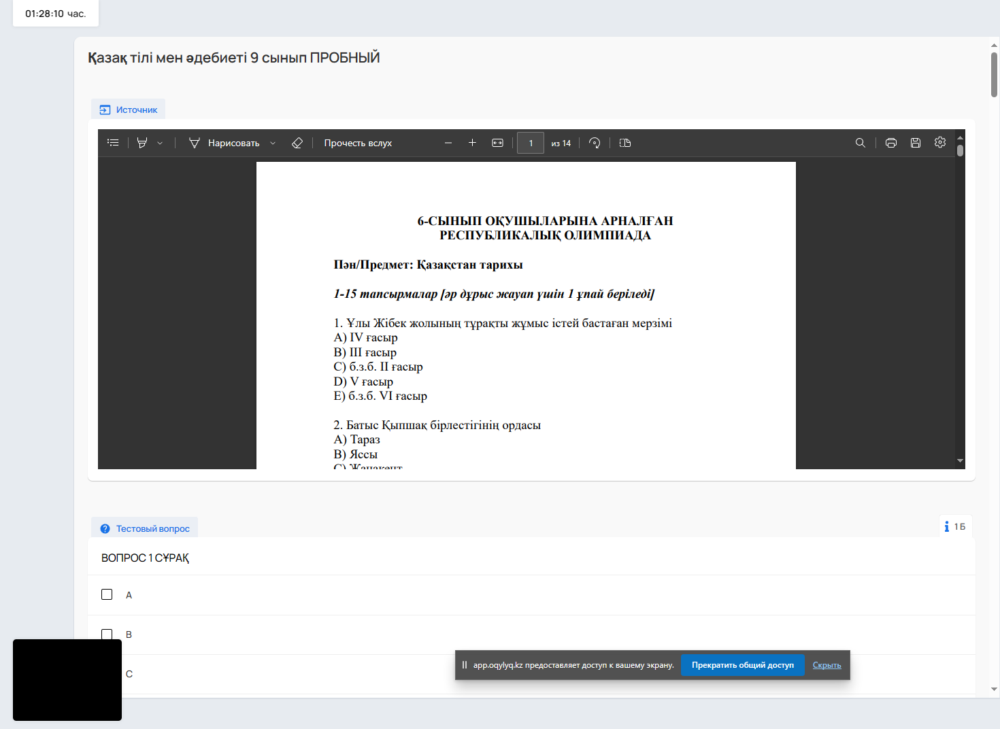 01:28:10 час.
Қазақ тілі мен әдебиеті 9 сынып ПРОБНЫЙ
Источник
Нарисовать
Прочесть вслух
1
из 14
6-СЫНЫП ОҚУШЫЛАРЫНА АРНАЛҒАН
РЕСПУБЛИКАЛЫҚ ОЛИМПИАДА
Пән/Предмет: Қазақстан тарихы
1-15 тапсырмалар [әр дұрыс жауап үшін 1 ұпай беріледі]
1. Ұлы Жібек жолының тұрақты жұмыс істей бастаған мерзімі
A) IV ғасыр
B) III ғасыр
C) б.з.б. II ғасыр
D) V ғасыр
E) б.з.б. VI ғасыр
2. Батыс Қыпшақ бірлестігінің ордасы
A) Тараз
B) Яссы
C) Жанакент
Тестовый вопрос
1 Б
ВОПРОС 1 СҰРАҚ
A
B
C
app.oqylyq.kz предоставляет доступ к вашему экрану.
Прекратить общий доступ
Скрыть